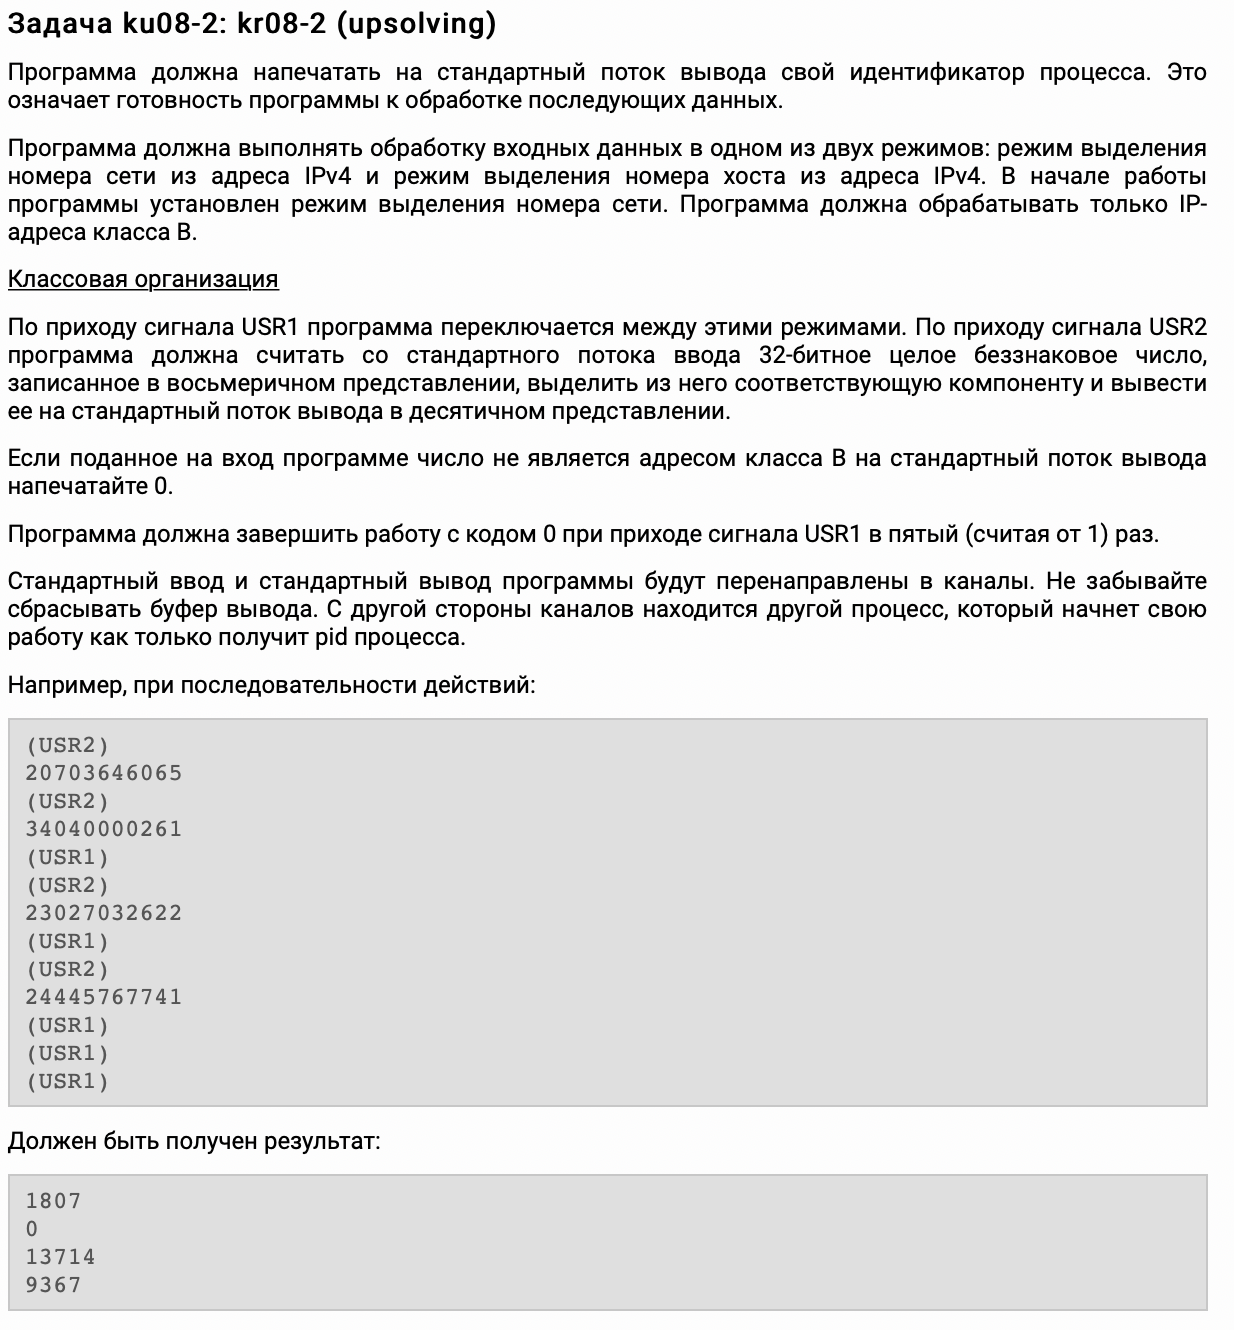 Задача ku08-2: kr08-2 (upsolving)
Программа должна напечатать на стандартный поток вывода свой идентификатор процесса. Это
означает готовность программы к обработке последующих данных.
Программа должна выполнять обработку входных данных в одном из двух режимов: режим выделения
номера сети из адреса IPv4 и режим выделения номера хоста из адреса IPv4. В начале работы
программы установлен режим выделения номера сети. Программа должна обрабатывать только IP-
адреса класса B.
Классовая организация
По приходу сигнала USR1 программа переключается между этими режимами. По приходу сигнала USR2
программа должна считать со стандартного потока ввода 32-битное целое беззнаковое число,
записанное в восьмеричном представлении, выделить из него соответствующую компоненту и вывести
ее на стандартный поток вывода в десятичном представлении.
Если поданное на вход программе число не является адресом класса B на стандартный поток вывода
напечатайте 0.
Программа должна завершить работу с кодом 0 при приходе сигнала USR1 в пятый (считая от 1) раз.
Стандартный ввод и стандартный вывод программы будут перенаправлены в каналы. Не забывайте
сбрасывать буфер вывода. С другой стороны каналов находится другой процесс, который начнет свою
работу как только получит pid процесса.
Например, при последовательности действий:
(USR2)
20703646065
(USR2)
34040000261
(USR1)
(USR2)
23027032622
(USR1)
(USR2)
24445767741
(USR1)
(USR1)
(USR1)
Должен быть получен результат:
1807
0
13714
9367